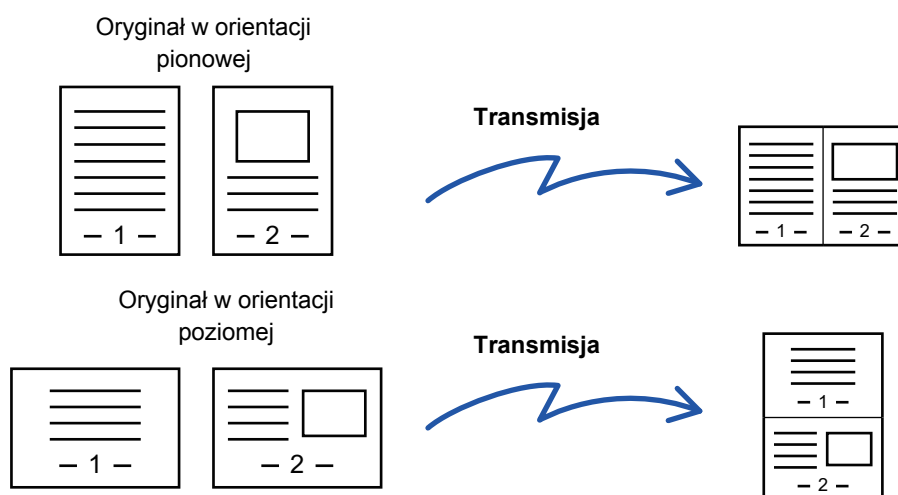 Oryginał w orientacji
pionowej
Transmisja
– 1 –
– 2 –
– 1 –
– 2 –
Oryginał w orientacji
poziomej
Transmisja
– 1 –
– 1 –
– 2 –
– 2 –